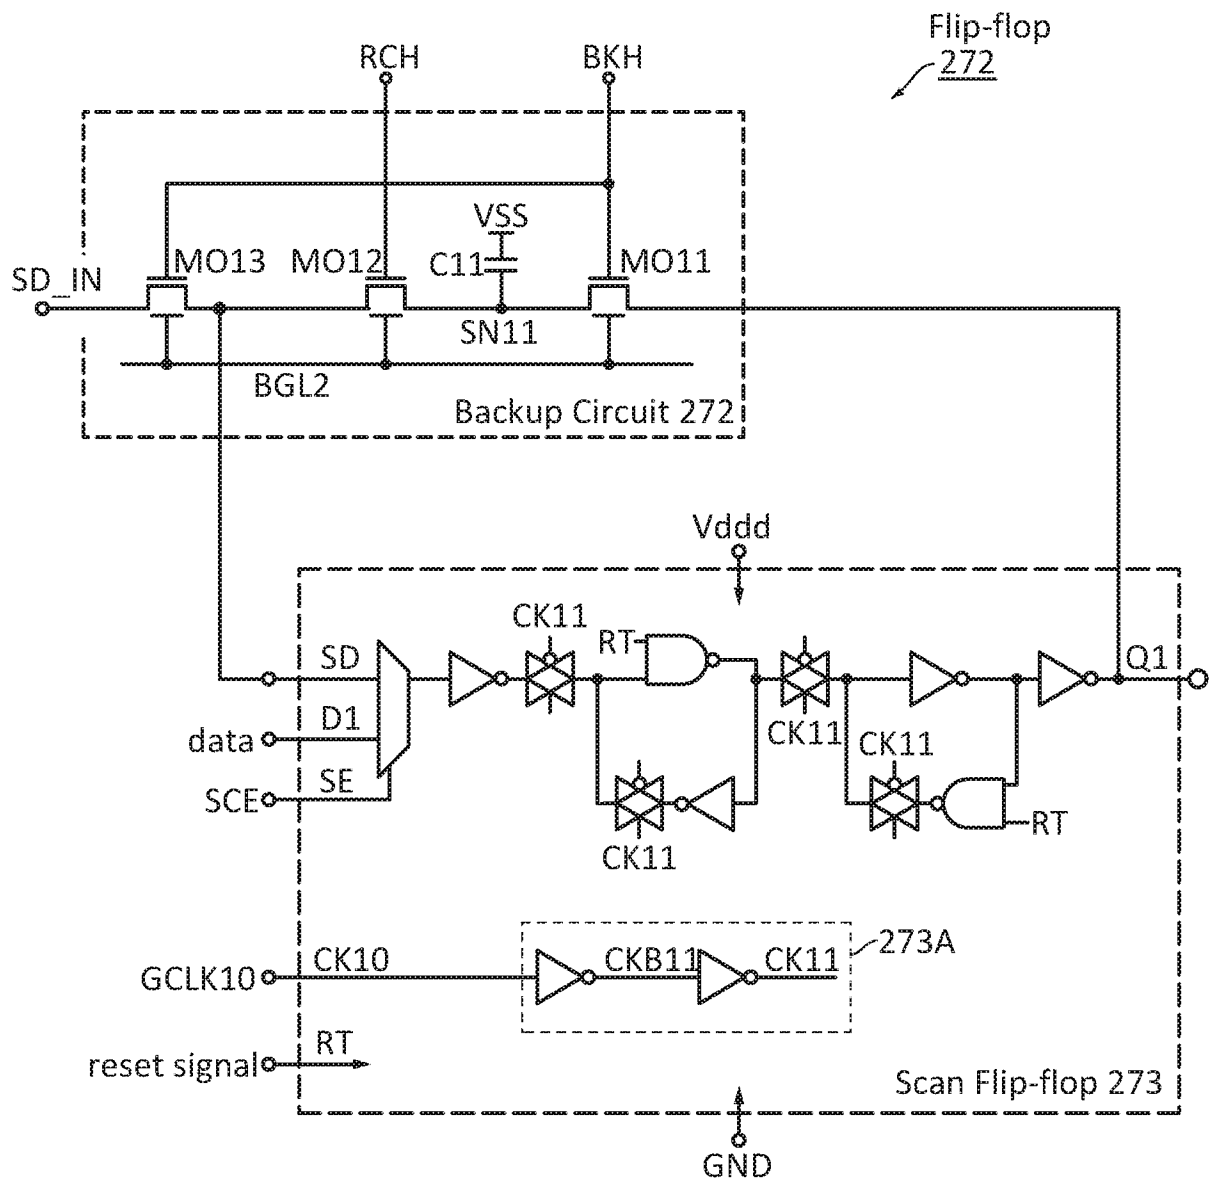 Flip-flop
272
RCH
BKH
VSS
MO13
MO12
C11
MO11
SD_IN
SN11
BGL2
Backup Circuit 272
Vddd
CK11
RT
SD
Q1
D1
data
CK11
CK11
SE
SCE
RT
CK11
273A
CK10
CKB11
CK11
GCLK10
RT
reset signal
Scan Flip-flop 273
GND